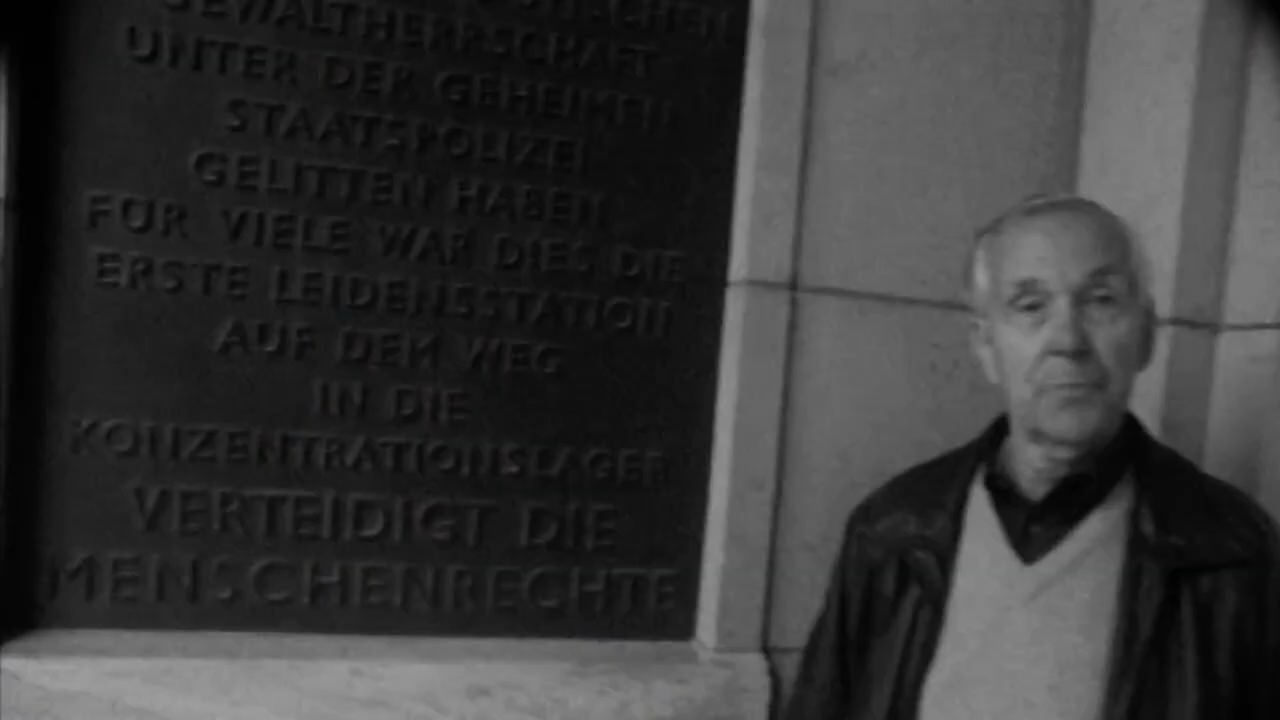 GEWALTHERRSCHAFT
UNTER DER GEHEIMEN
STAATSPOLIZEI
GELITTEN HABEN
FÜR VIELE WAR DIES DIE
ERSTE LEIDENSSTATION
AUF DEM WEG
IN DIE
KONZENTRATIONSLAGER
VERTEIDIGT DIE
MENSCHENRECHTE